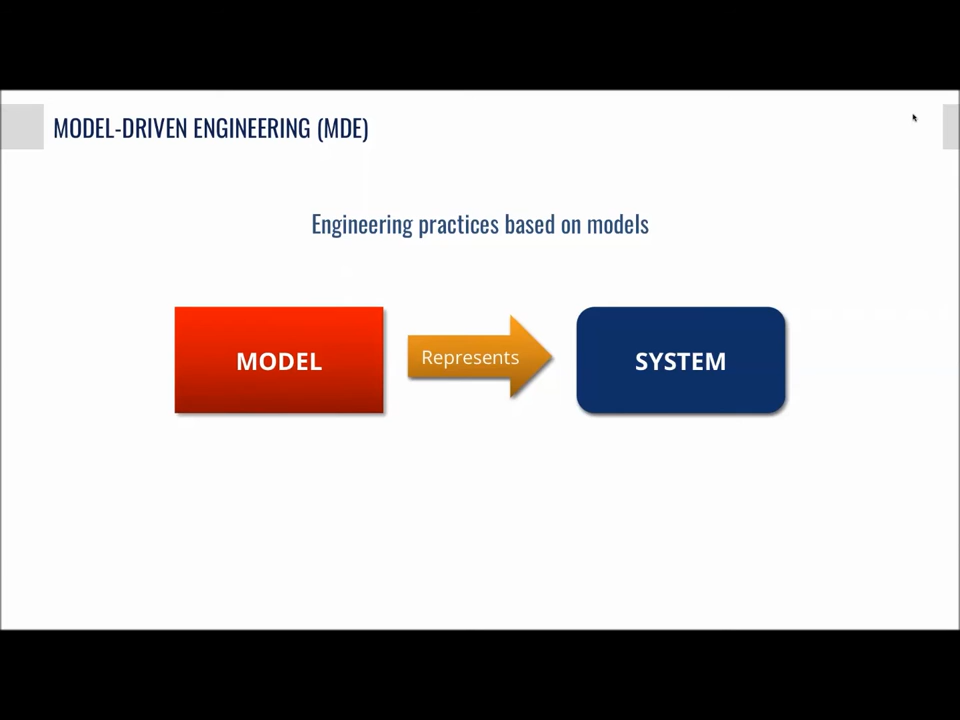 MODEL-DRIVEN ENGINEERING (MDE)
Engineering practices based on models
MODEL
Represents
SYSTEM